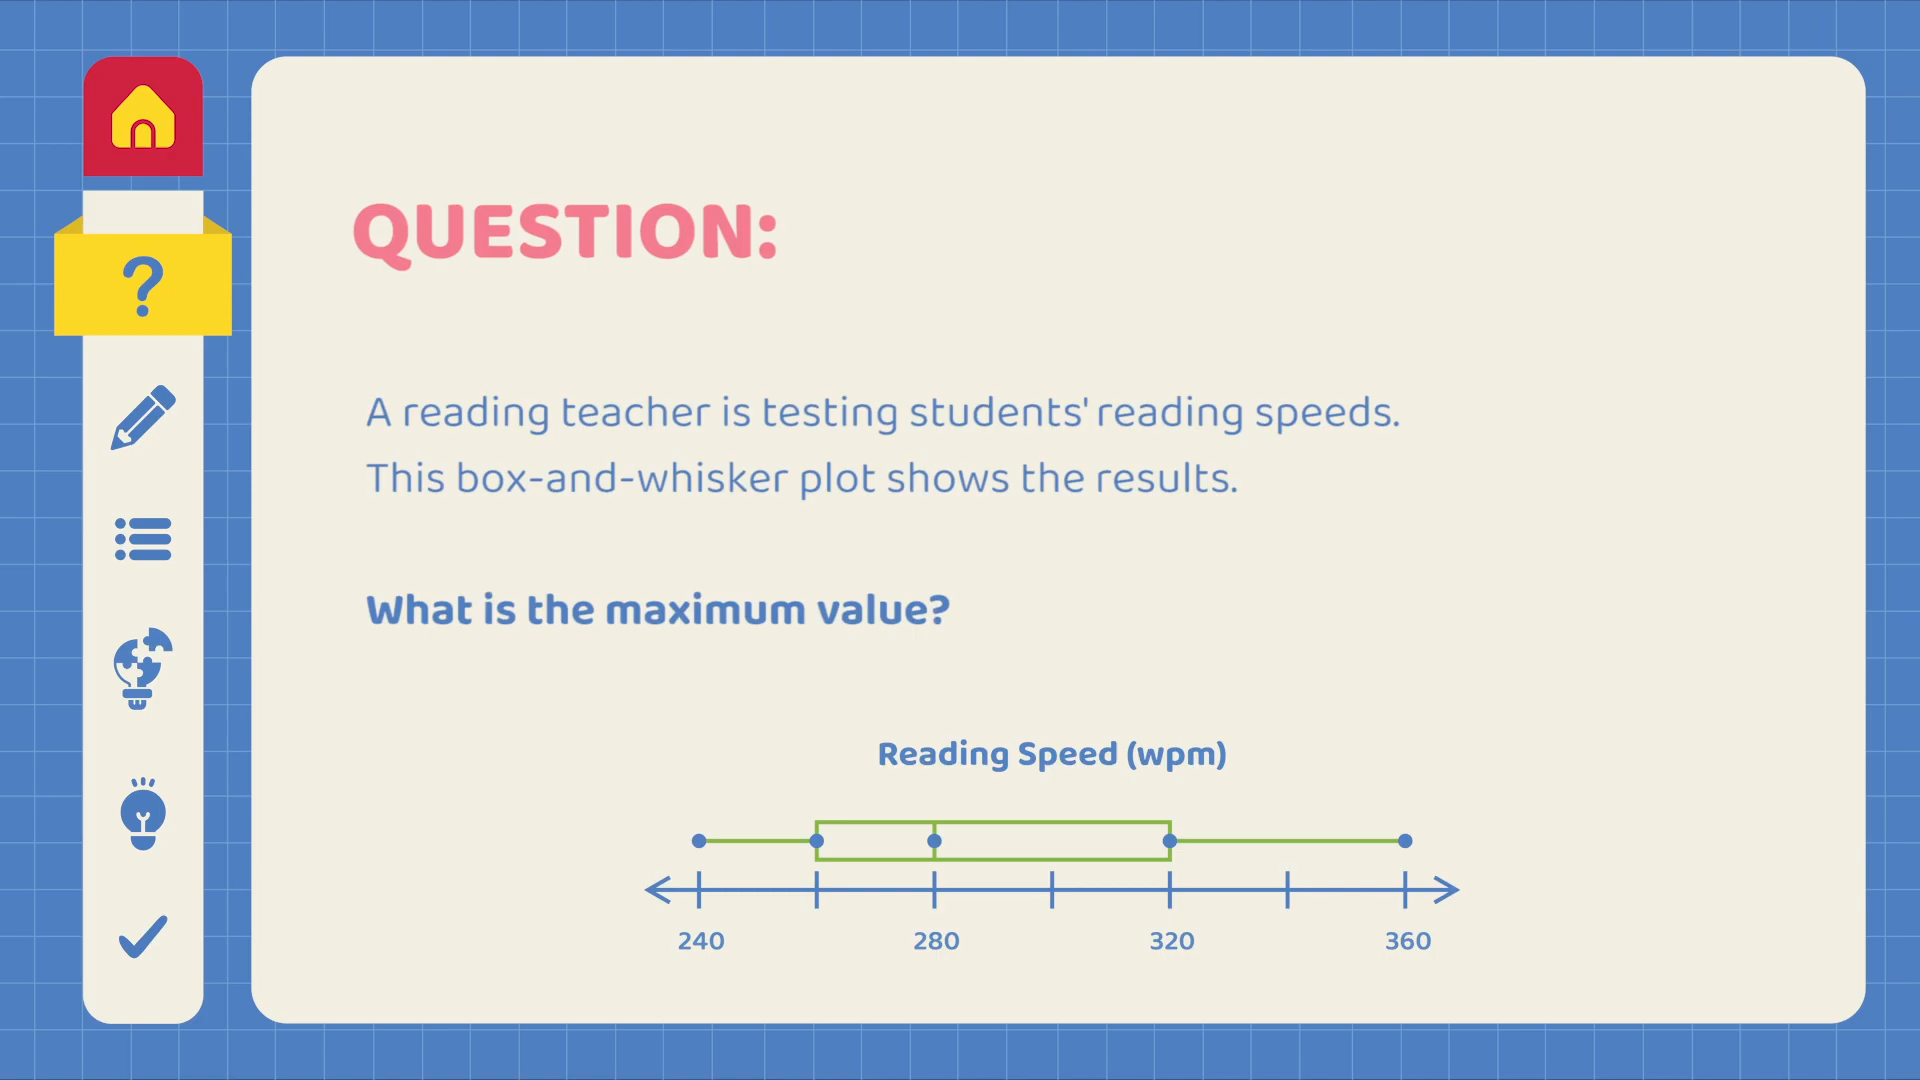 QUESTION:
?
A reading teacher is testing students' reading speeds.
This box-and-whisker plot shows the results.
What is the maximum value?
Reading Speed (wpm)
240 280 320 360